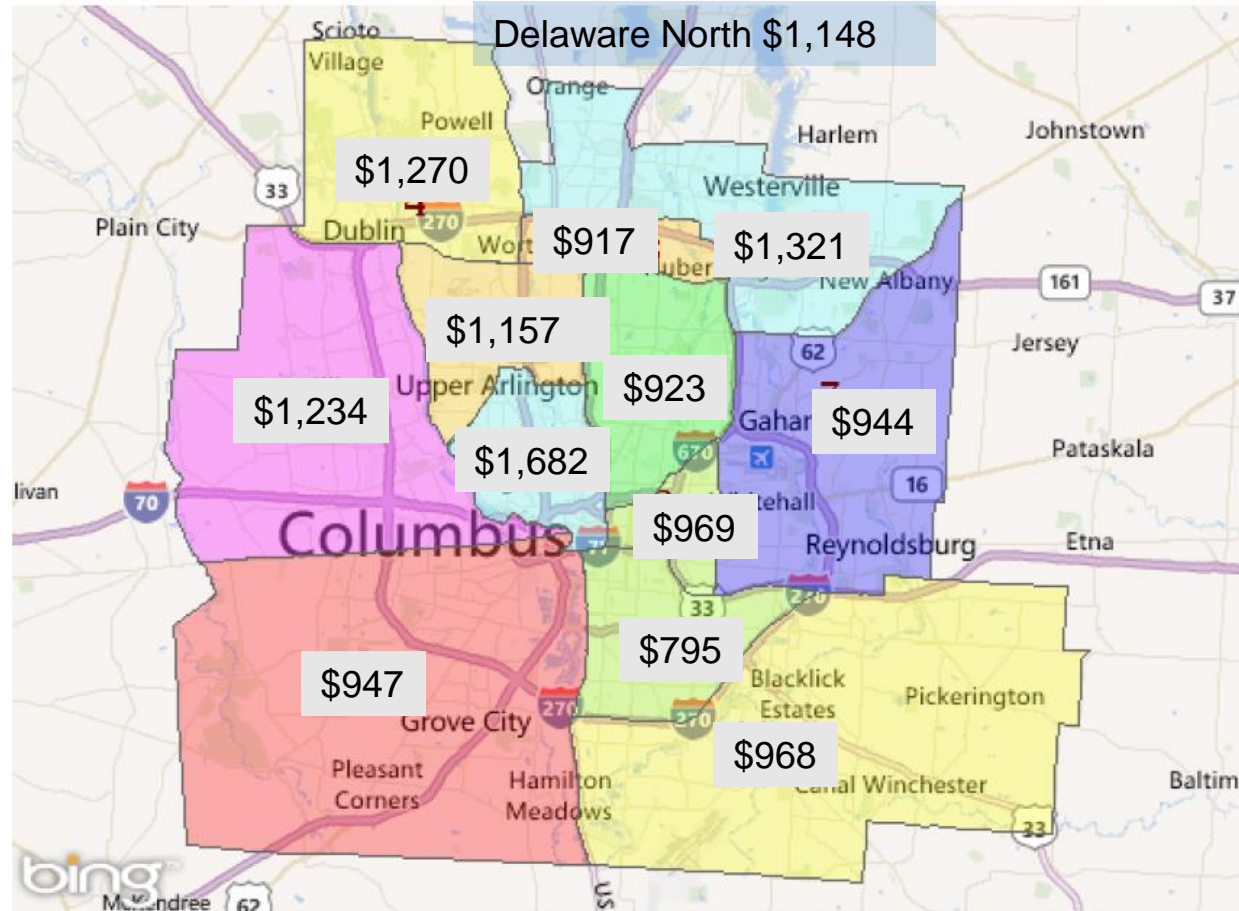 Delaware North $1,148
Scioto
Village
Orange
Powell
Harlem
Johnstown
$1,270
33
Westerville
270
Plain City
Dublin
$917
$1,321
New Albany
161
37
$1,157
62
Jersey
Upper Arlington
$923
$1,234
$944
$1,682
670
Pataskala
70
16
Columbus
$969
Reynoldsburg
Etna
33
$795
$947
Blacklick
Estates
Pickerington
270
270
Grove City
$968
Pleasant
Corners
Hamilton
Meadows
Canal Winchester
33
bing
62
US